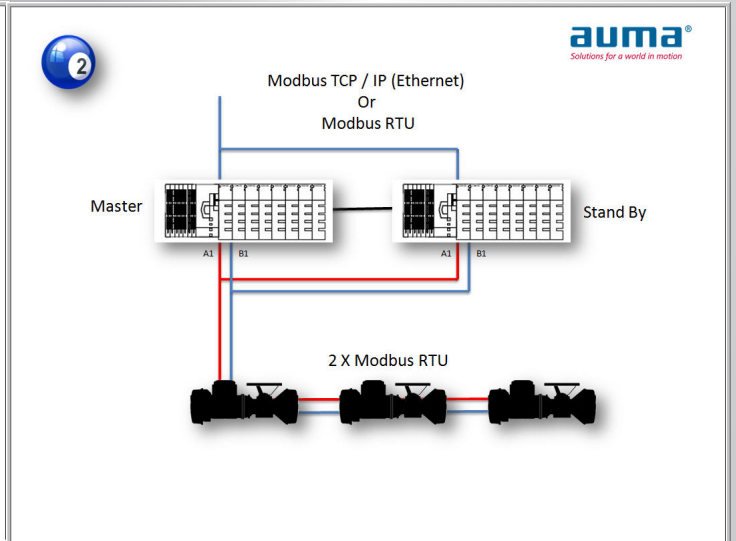 2
auma®
Solutions for a world in motion
Modbus TCP / IP (Ethernet)
Or
Modbus RTU
Master
Stand By
A1 B1
A1 B1
2 X Modbus RTU